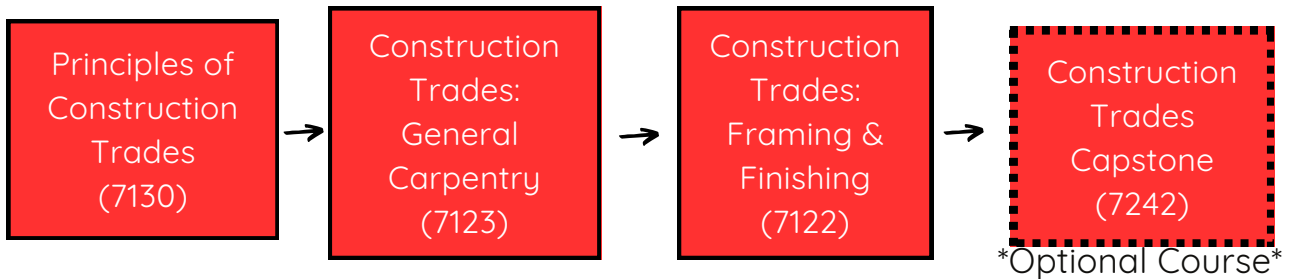 Principles of
Construction
Trades
(7130)
Construction
Trades:
General
Carpentry
(7123)
Construction
Trades:
Framing &
Finishing
(7122)
Construction
Trades
Capstone
(7242)
*Optional Course*